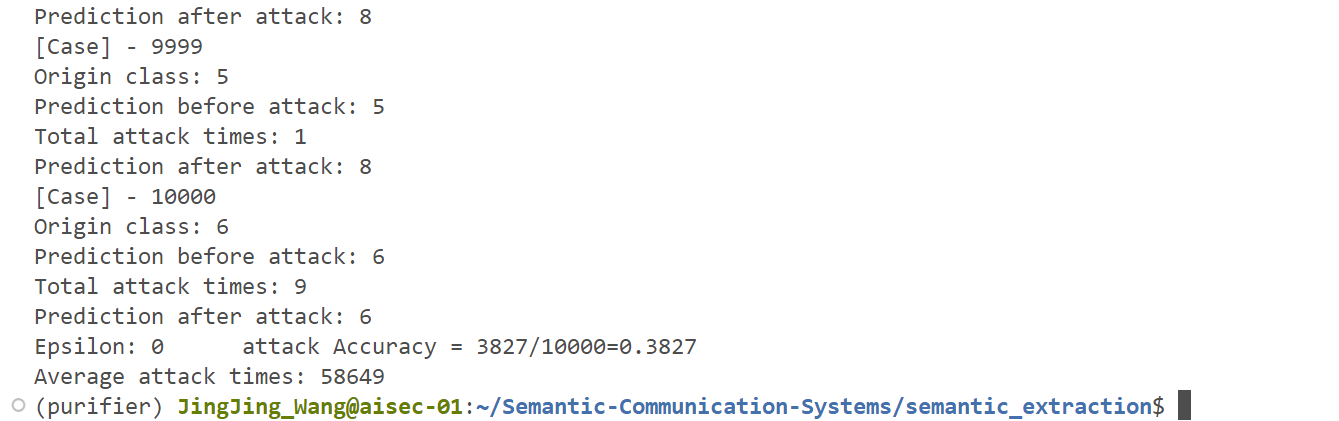 Prediction after attack: 8
[Case] - 9999
Origin class: 5
Prediction before attack: 5
Total attack times: 1
Prediction after attack: 8
[Case] - 10000
Origin class: 6
Prediction before attack: 6
Total attack times: 9
Prediction after attack: 6
Epsilon: 0      attack Accuracy = 3827/10000=0.3827
Average attack times: 58649
(purifier) JingJing_Wang@aisec-01:~/Semantic-Communication-Systems/semantic_extraction$